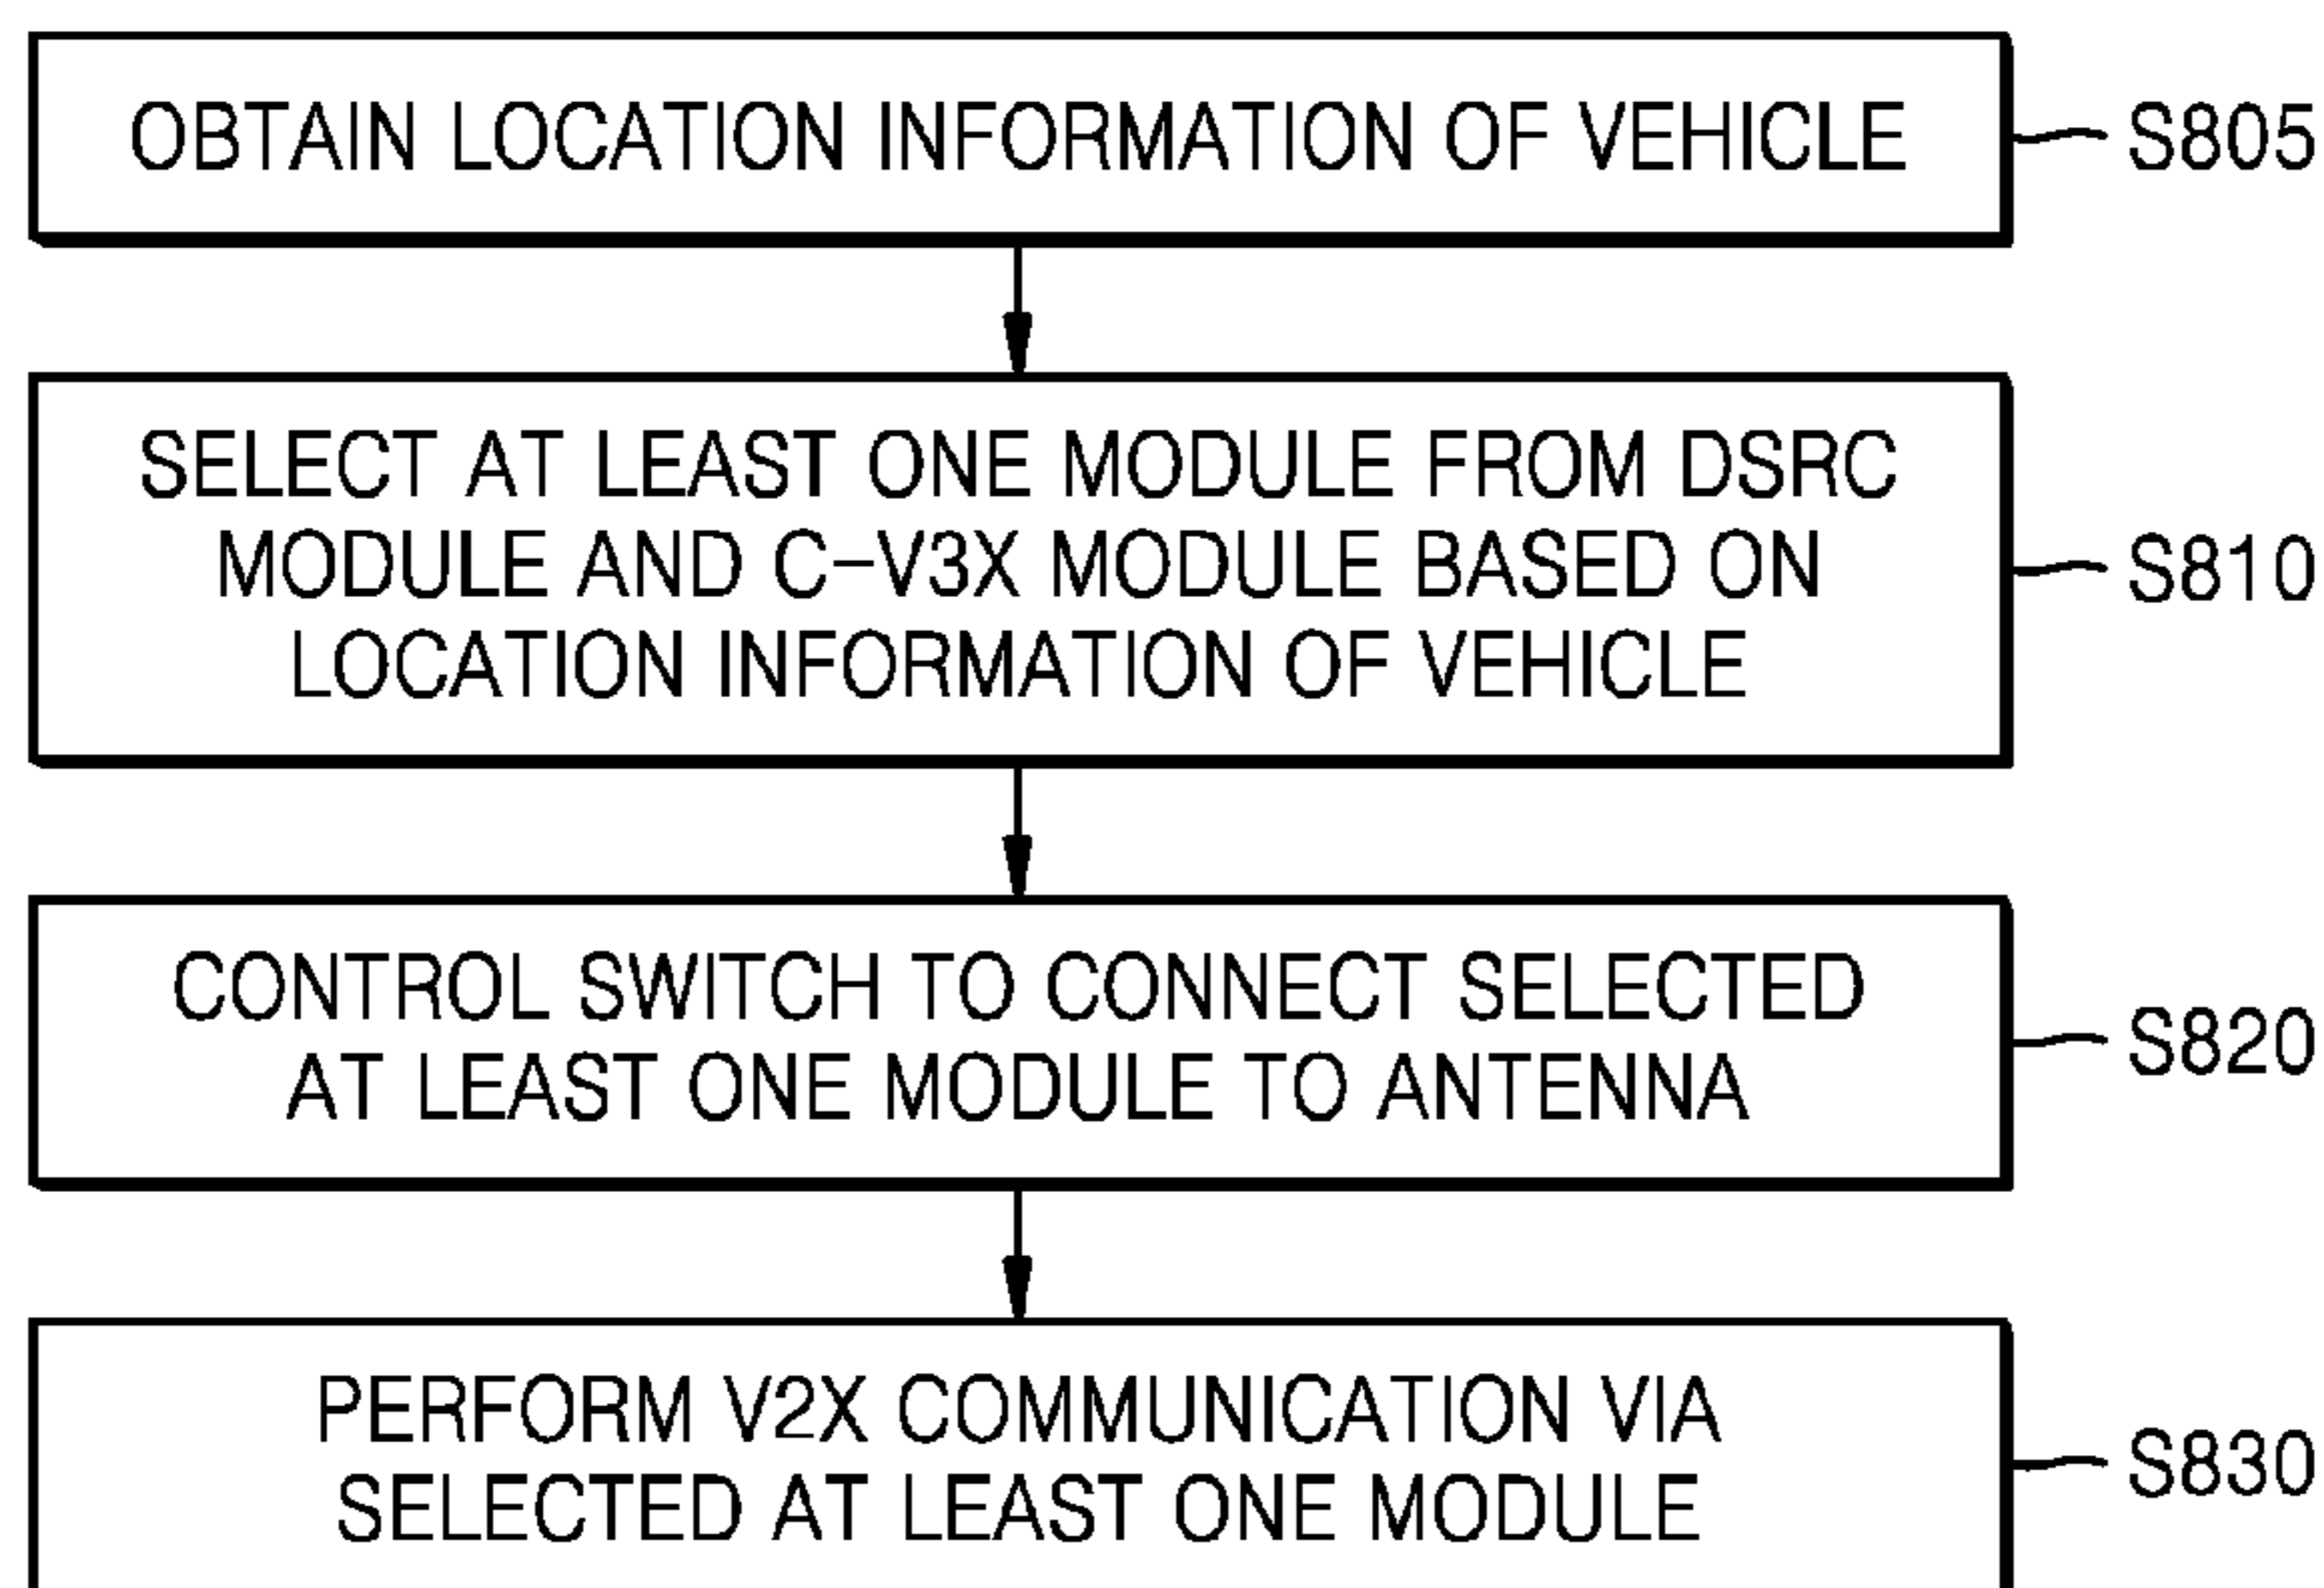 OBTAIN LOCATION INFORMATION OF VEHICLE
S805
SELECT AT LEAST ONE MODULE FROM DSRC
MODULE AND C-V3X MODULE BASED ON
LOCATION INFORMATION OF VEHICLE
S810
CONTROL SWITCH TO CONNECT SELECTED
AT LEAST ONE MODULE TO ANTENNA
S820
PERFORM V2X COMMUNICATION VIA
SELECTED AT LEAST ONE MODULE
S830